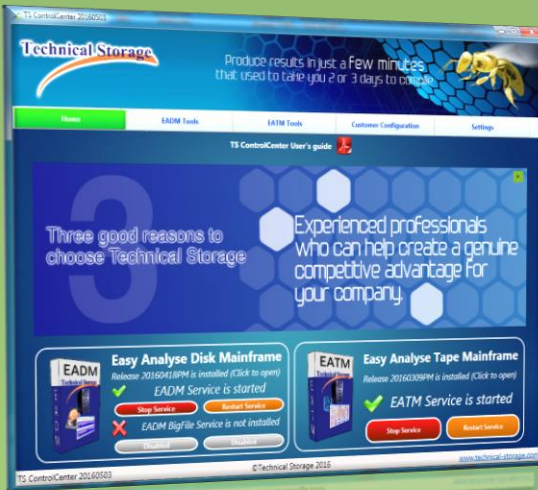 TS ControlCenter 20160503
Technical Storage
Produce results in just a Few minutes
that used to take you 2 or 3 days to compile
Home
EADM Tools
EATM Tools
Customer Configuration
Settings
TS ControlCenter User's guide
3
Three good reasons to
choose Technical Storage
Experienced professionals
who can help create a genuine
competitive advantage For
your company.
EADM
Technical Storage
Easy Analyse Disk Mainframe
Release 20160418PM is installed (Click to open)
EADM Service is started
Stop Service
Restart Service
EADM BigFile Service is not installed
Disabled
Disabled
EATM
Easy Analyse Tape Mainframe
Release 20160309PM is installed (Click to open)
EATM Service is started
Stop Service
Restart Service
TS ControlCenter 20160503
©Technical Storage 2016
www.technical-storage.com